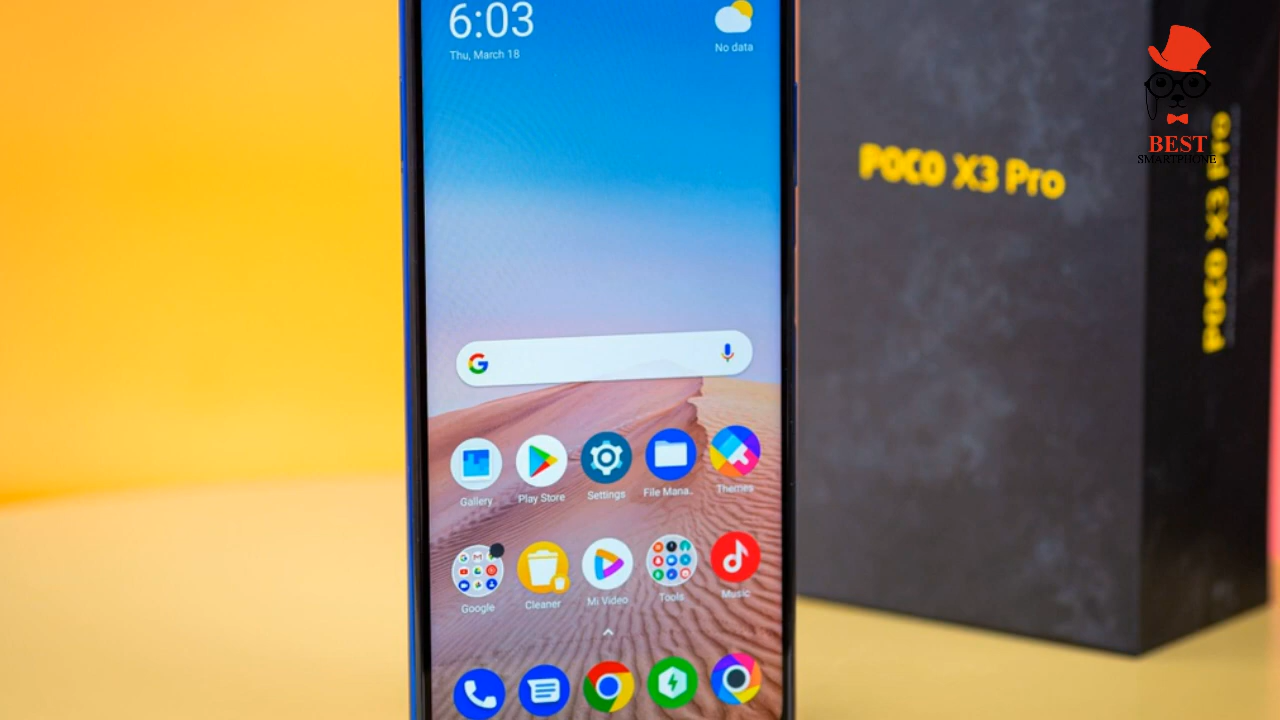 6:03
Thu, March 18
No data
Gallery
Play Store
Settings
File Mana..
Themes
Google
Cleaner
Mi Video
Tools
Music
POCO X3 Pro
POCO X3 Pro
BEST
SMARTPHONE